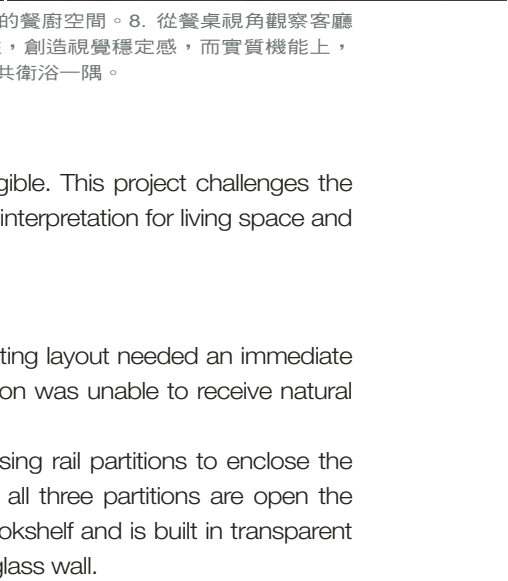 的餐廚空間。8. 從餐桌視角觀察客廳
，創造視覺穩定感，而實質機能上，
共衛浴一隅。
gible. This project challenges the
interpretation for living space and
ting layout needed an immediate
on was unable to receive natural
sing rail partitions to enclose the
all three partitions are open the
okshelf and is built in transparent
glass wall.